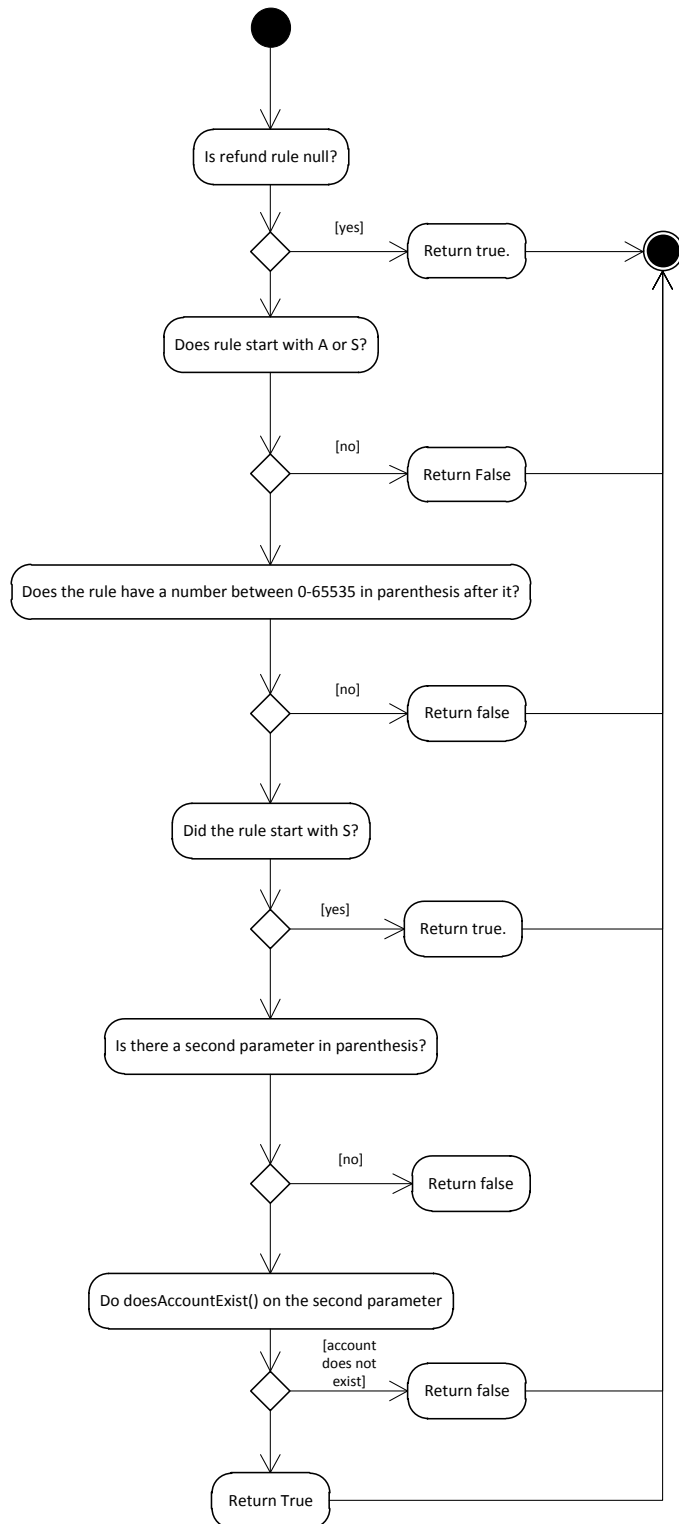 Is refund rule null?
[yes]
Return true.
Does rule start with A or S?
[no]
Return False
Does the rule have a number between 0-65535 in parenthesis after it?
[no]
Return false
Did the rule start with S?
[yes]
Return true.
Is there a second parameter in parenthesis?
[no]
Return false
Do doesAccountExist() on the second parameter
[account
does not
exist]
Return false
Return True